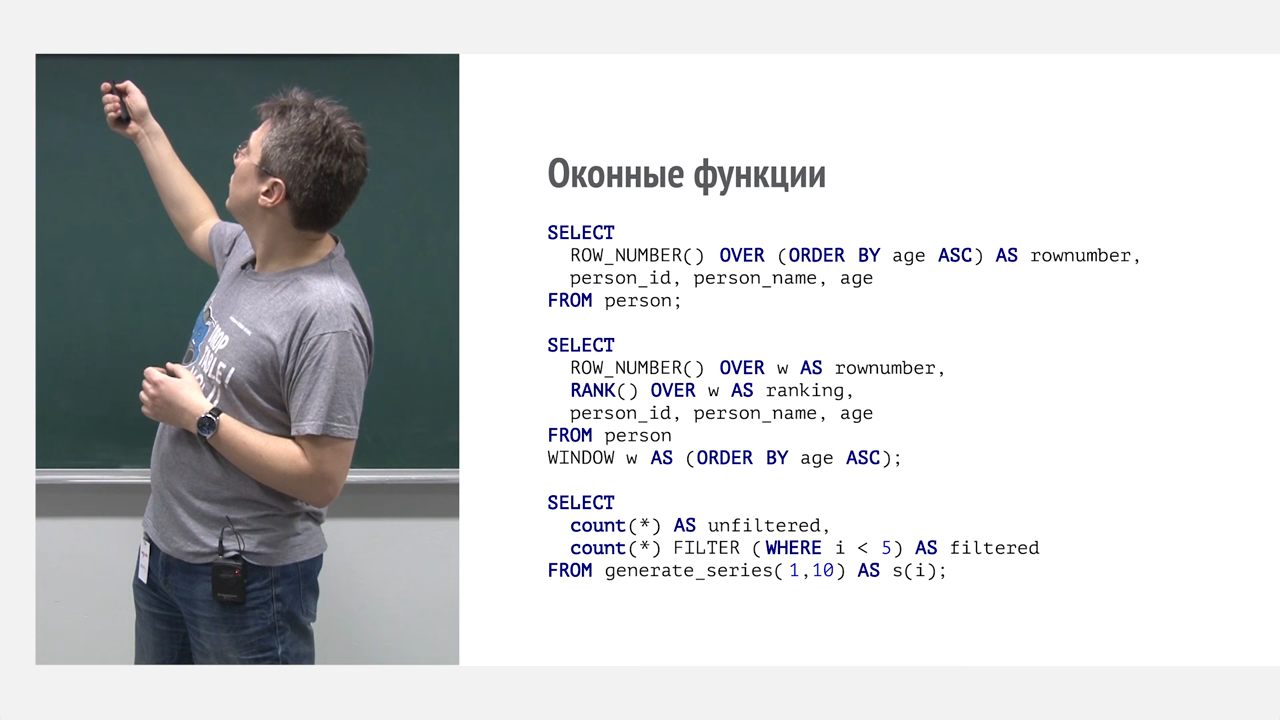 Оконные функции
SELECT
ROW_NUMBER() OVER (ORDER BY age ASC) AS rownumber,
person_id, person_name, age
FROM person;
SELECT
ROW_NUMBER() OVER w AS rownumber,
RANK() OVER w AS ranking,
person_id, person_name, age
FROM person
WINDOW w AS (ORDER BY age ASC);
SELECT
count(*) AS unfiltered,
count(*) FILTER (WHERE i < 5) AS filtered
FROM generate_series(1,10) AS s(i);